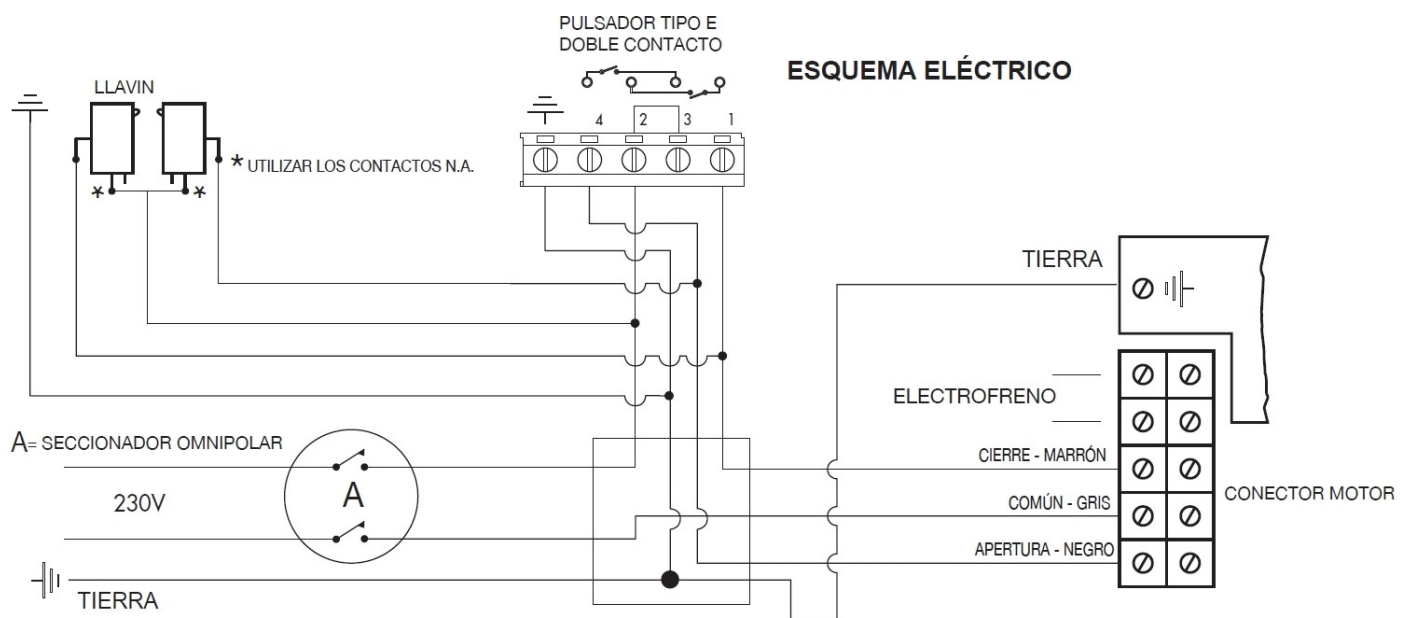 PULSADOR TIPO E
DOBLE CONTACTO
ESQUEMA ELÉCTRICO
LLAVIN
4 2 3 1
* UTILIZAR LOS CONTACTOS N.A.
* *
TIERRA
ELECTROFRENO
A= SECCIONADOR OMNIPOLAR
CIERRE - MARRÓN
230V
A
COMÚN - GRIS
CONECTOR MOTOR
APERTURA - NEGRO
TIERRA